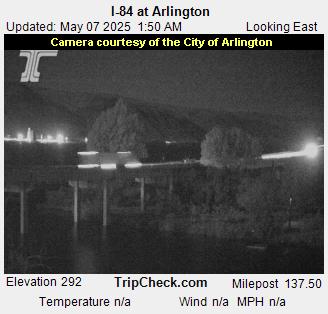 I-84 at Arlington
Updated: May 07 2025 1:50 AM Looking East
Camera courtesy of the City of Arlington
Elevation 292 TripCheck.com Milepost 137.50
Temperature n/a Wind n/a MPH n/a